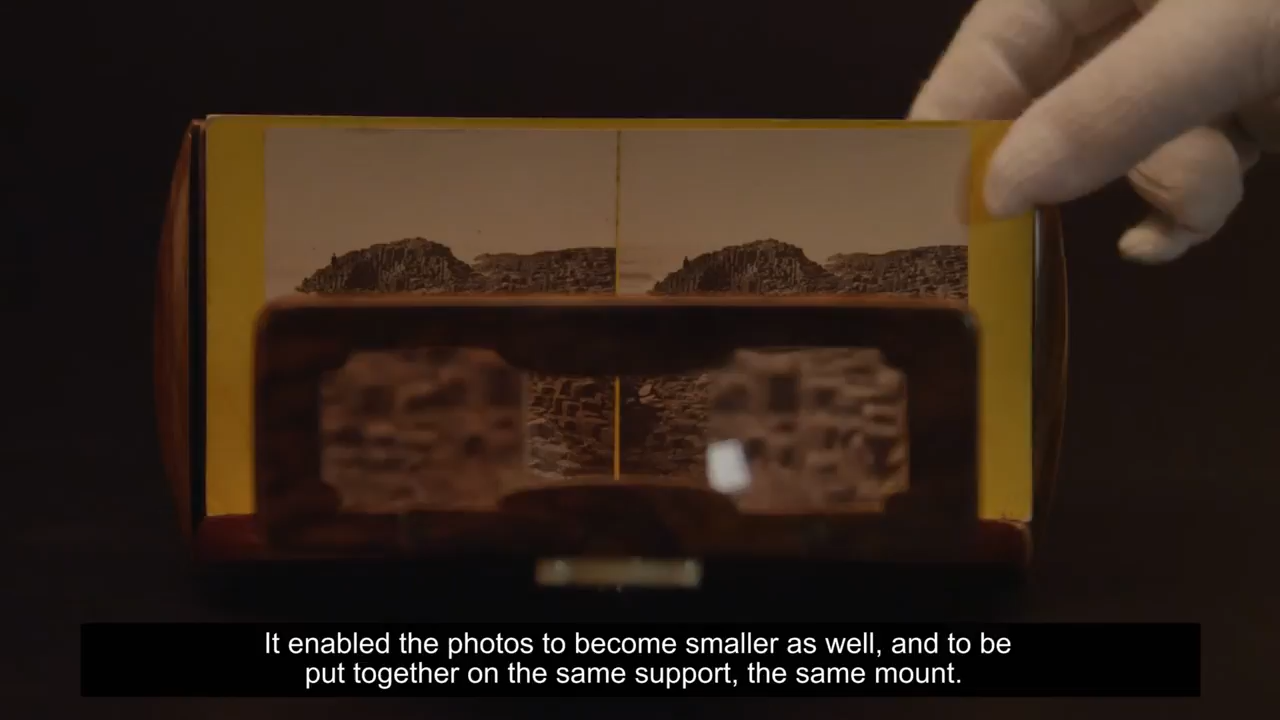 It enabled the photos to become smaller as well, and to be
put together on the same support, the same mount.